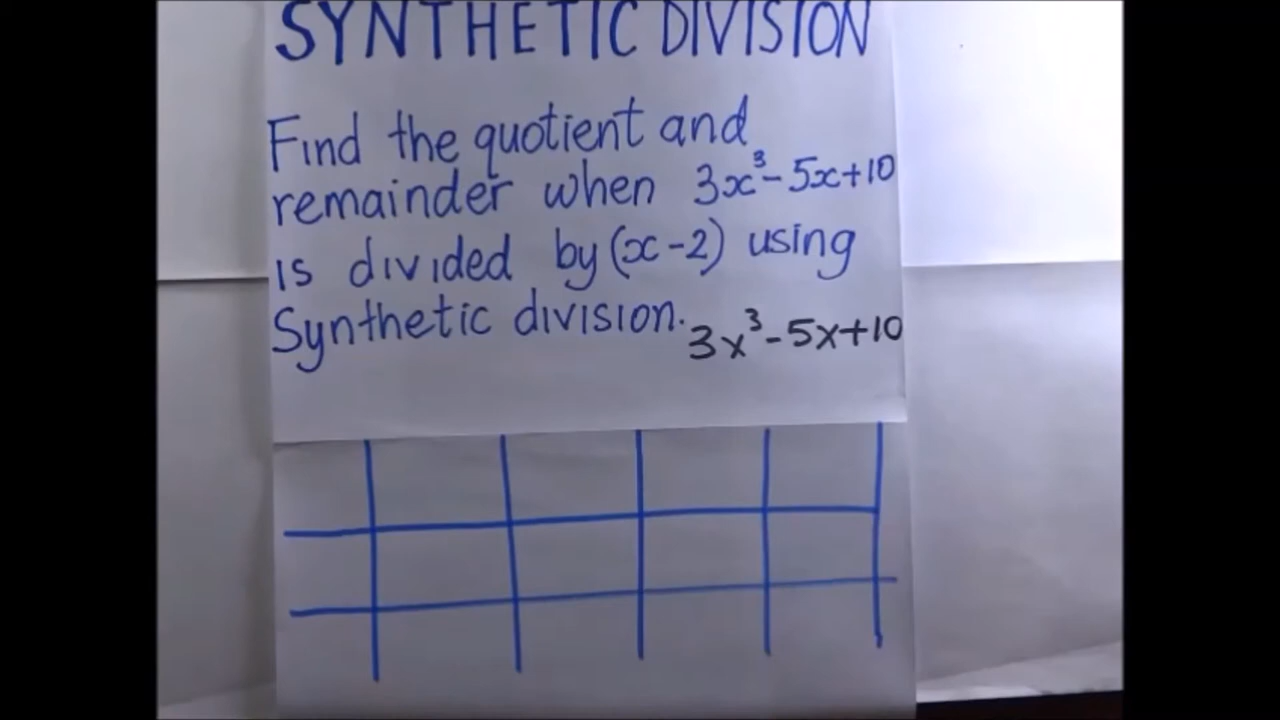 SYNTHETIC DIVISION
Find the quotient and
remainder when 3x³-5x+10
is divided by (x-2) using
Synthetic division.
3x³-5x+10